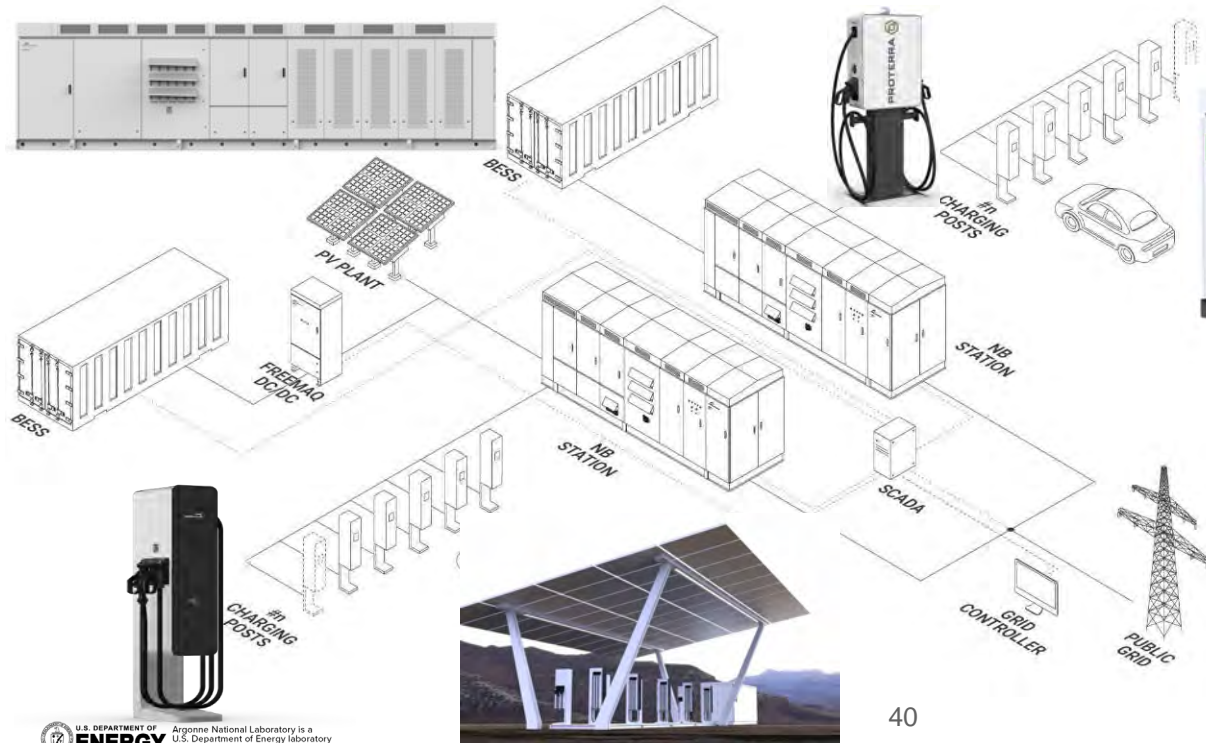 BESS
PROTERRA
#n
CHARGING
POSTS
PV PLANT
FREEMAQ
DC/DC
BESS
NB
STATION
NB
STATION
SCADA
#n
CHARGING
POSTS
GRID
CONTROLLER
PUBLIC
GRID
40
U.S. DEPARTMENT OF
ENERGY
Argonne National Laboratory is a
U.S. Department of Energy laboratory